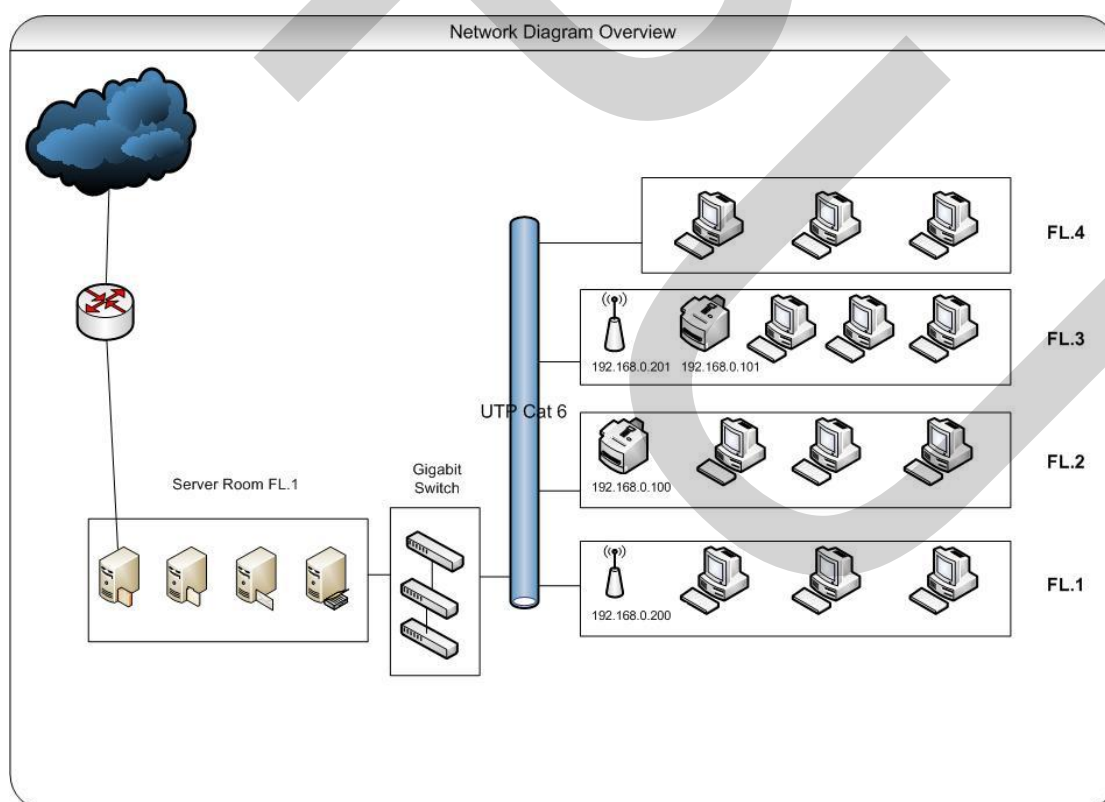 Network Diagram Overview
FL.4
192.168.0.201 192.168.0.101
FL.3
UTP Cat 6
192.168.0.100
FL.2
Server Room FL.1
Gigabit
Switch
192.168.0.200
FL.1